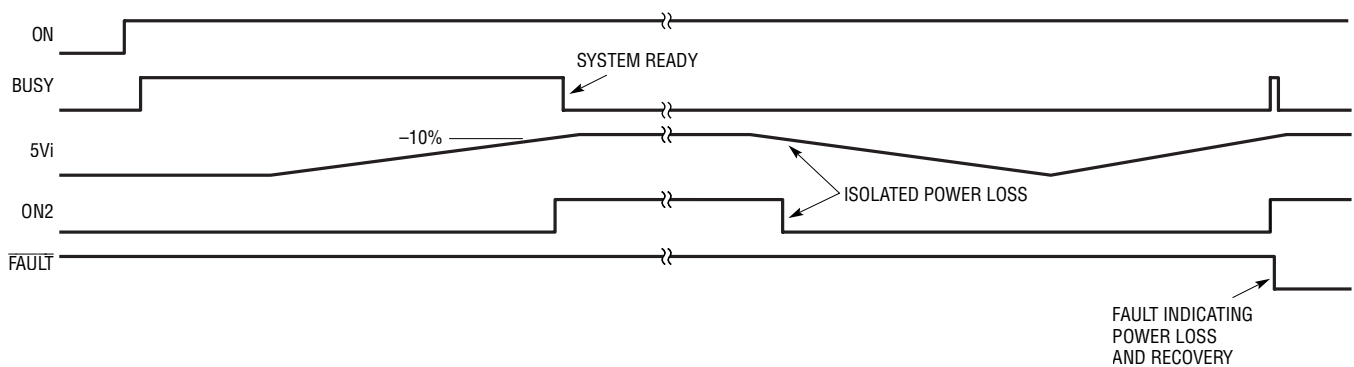 ON
SYSTEM READY
BUSY
–10%
5Vi
ISOLATED POWER LOSS
ON2
FAULT
FAULT INDICATING
POWER LOSS
AND RECOVERY